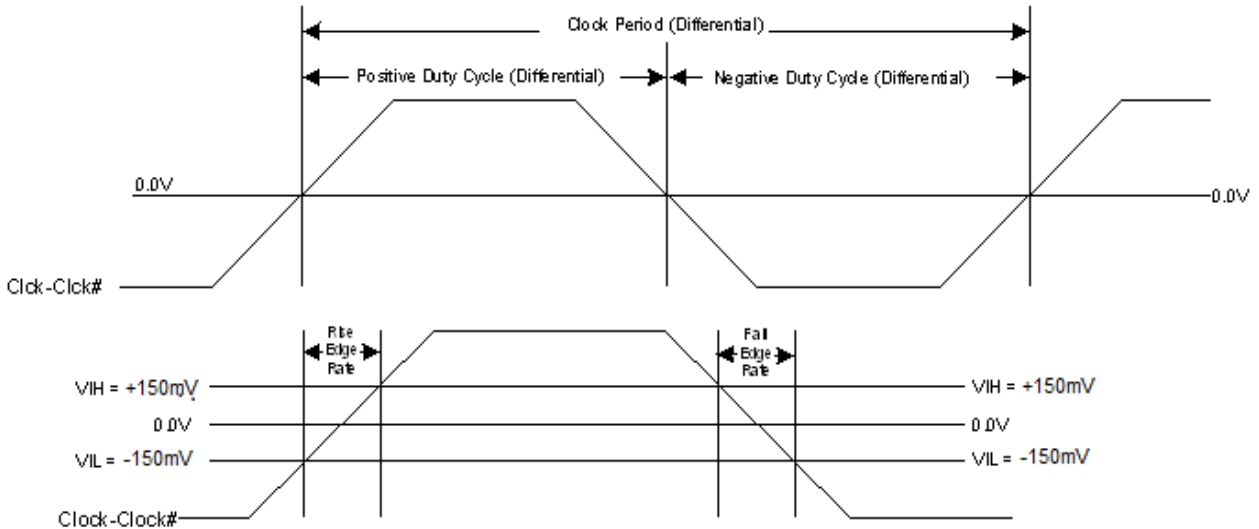 Clock Period (Differential)
Positive Duty Cycle (Differential)
Negative Duty Cycle (Differential)
0.0V
0.0V
Clck-Clck#
Rise
Edge
Rate
Fall
Edge
Rate
VIH = +150mV
VIH = +150mV
0.0V
0.0V
VIL = -150mV
VIL = -150mV
Clock-Clock#